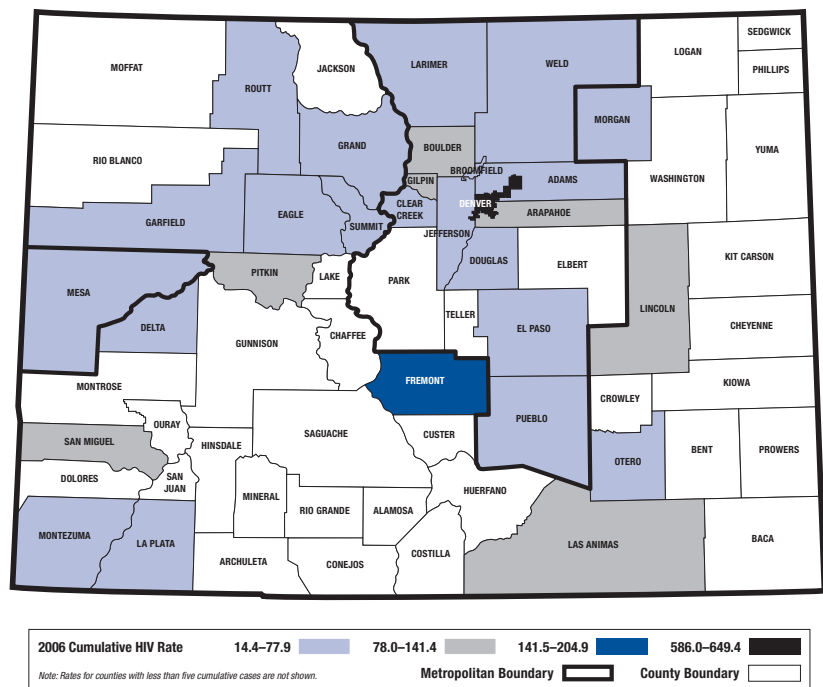 SEDGWICK
LOGAN
MOFFAT
JACKSON
LARIMER
WELD
PHILLIPS
ROUTT
MORGAN
GRAND
BOULDER
YUMA
RIO BLANCO
BROOMFIELD
GILPIN
ADAMS
WASHINGTON
CLEAR
CREEK
DENVER
ARAPAHOE
GARFIELD
EAGLE
SUMMIT
JEFFERSON
DOUGLAS
ELBERT
KIT CARSON
PITKIN
LAKE
PARK
MESA
LINCOLN
TELLER
EL PASO
CHEYENNE
DELTA
CHAFFEE
GUNNISON
FREMONT
MONTROSE
KIOWA
CROWLEY
OURAY
PUEBLO
SAGUACHE
CUSTER
SAN MIGUEL
HINSDALE
BENT
PROWERS
OTERO
DOLORES
SAN
JUAN
MINERAL
HUERFANO
RIO GRANDE
ALAMOSA
MONTEZUMA
LA PLATA
LAS ANIMAS
BACA
COSTILLA
ARCHULETA
CONEJOS
2006 Cumulative HIV Rate 14.4–77.9 78.0–141.4 141.5–204.9 586.0–649.4
Note: Rates for counties with less than five cumulative cases are not shown. Metropolitan Boundary County Boundary